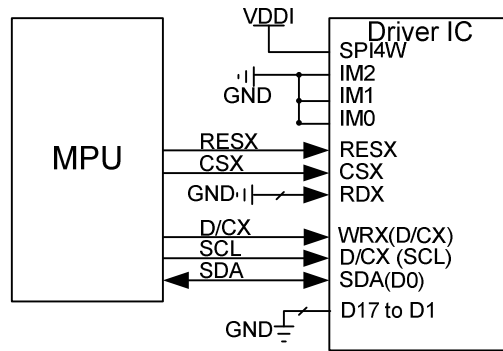 VDDI
Driver IC
SPI4W
IM2
GND
IM1
IM0
MPU
RESX
RESX
CSX
CSX
GND
RDX
D/CX
WRX(D/CX)
SCL
D/CX (SCL)
SDA
SDA(D0)
D17 to D1
GND